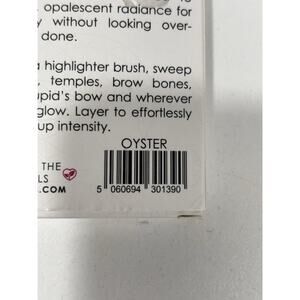 opalescent radiance for
without looking over-
done.
a highlighter brush, sweep
, temples, brow bones,
upid's bow and wherever
glow. Layer to effortlessly
up intensity.
OYSTER
THE
LS
.COM
5 060694 301390